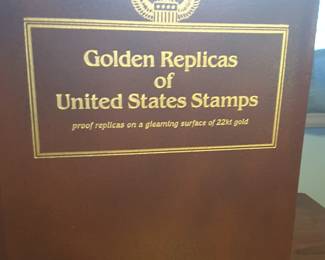 Golden Replicas
of
United States Stamps
proof replicas on a gleaming surface of 22kt gold